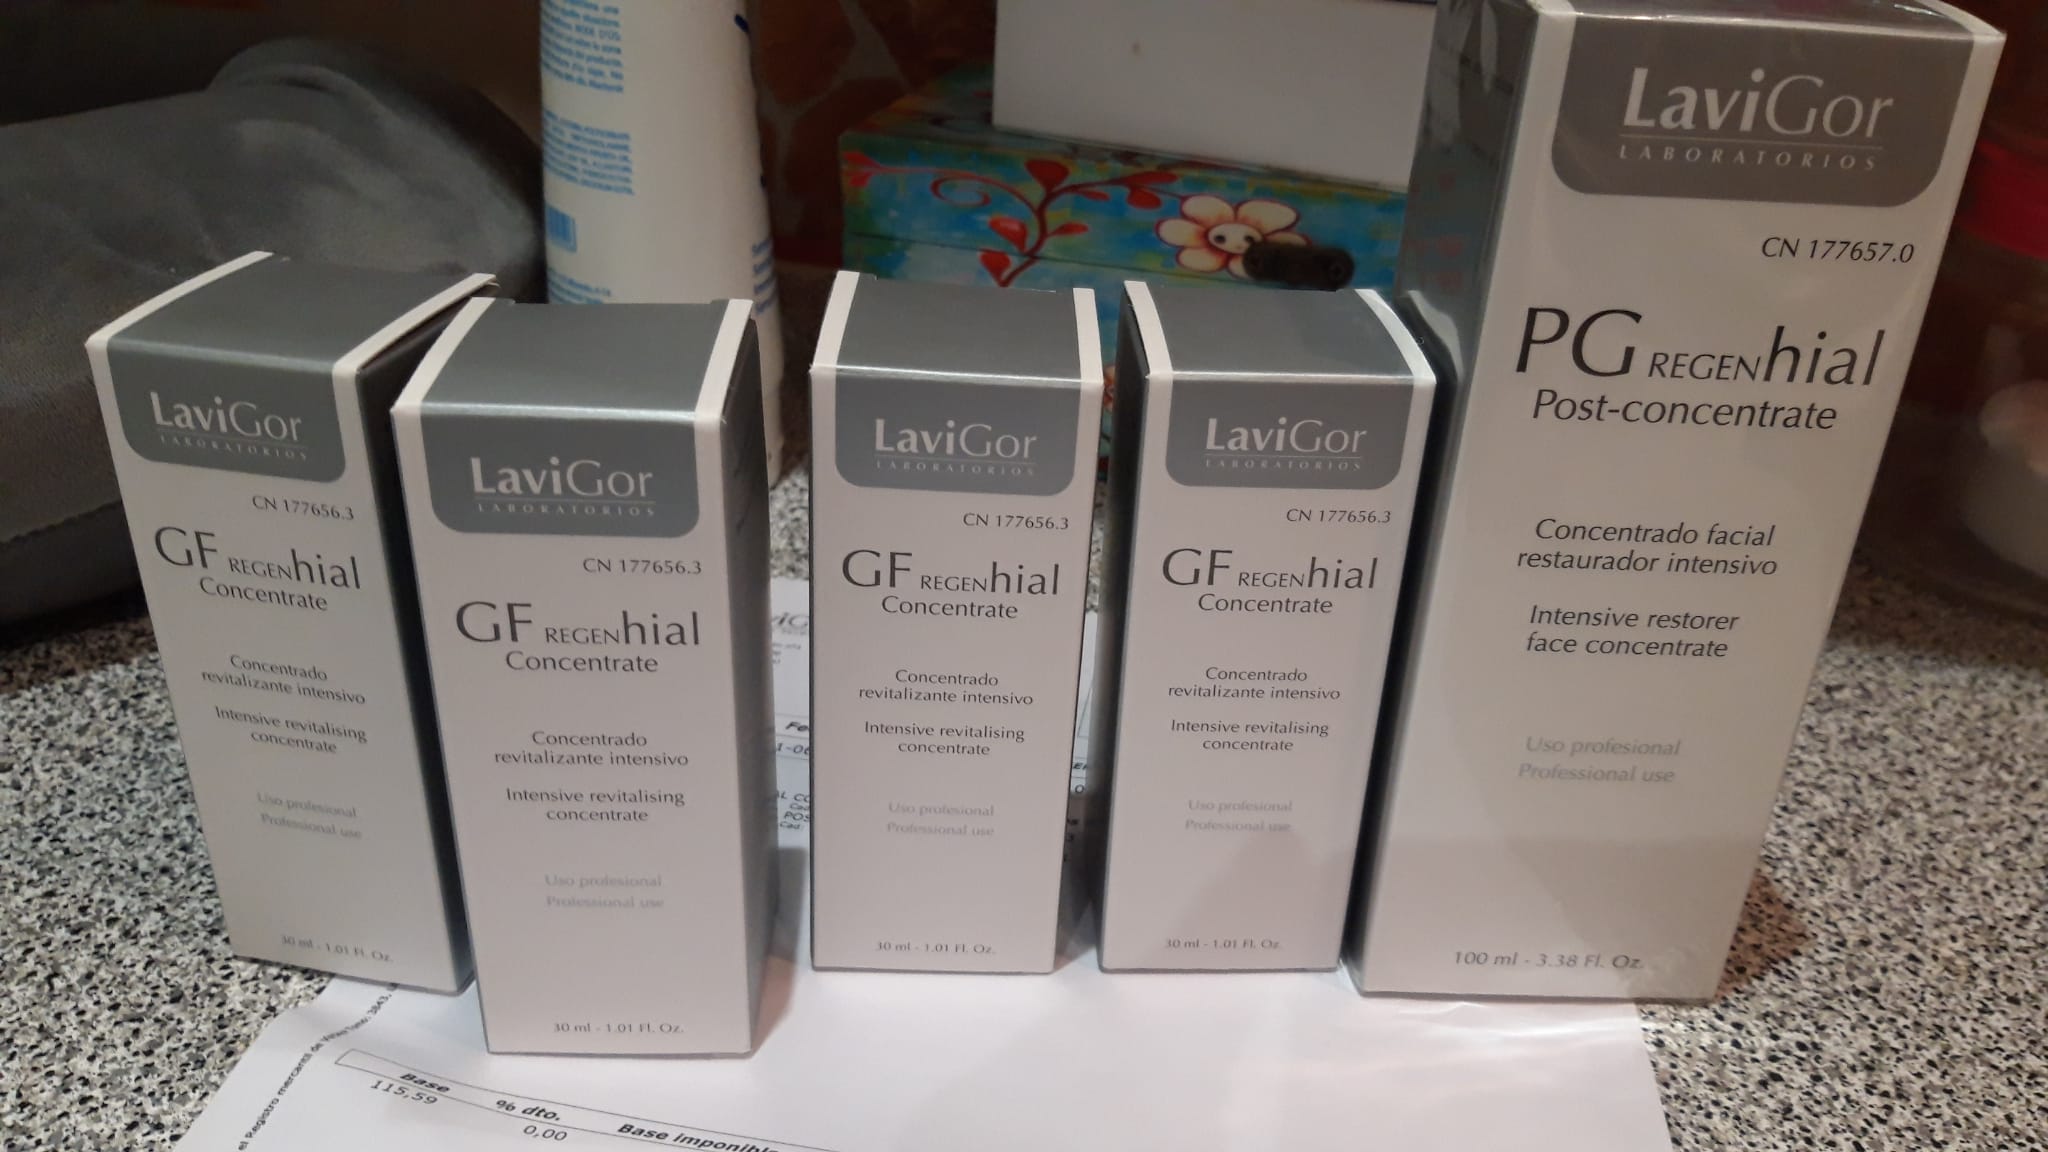 LaviGor
LABORATORIOS
CN 177656.3
GF REGENhial
Concentrate
Concentrado
revitalizante intensivo
Intensive revitalising
concentrate
Uso profesional
Professional use
30 ml - 1.01 Fl. Oz.
LaviGor
LABORATORIOS
CN 177656.3
GF REGENhial
Concentrate
Concentrado
revitalizante intensivo
Intensive revitalising
concentrate
Uso profesional
Professional use
30 ml - 1.01 Fl. Oz.
LaviGor
LABORATORIOS
CN 177656.3
GF REGENhial
Concentrate
Concentrado
revitalizante intensivo
Intensive revitalising
concentrate
Uso profesional
Professional use
30 ml - 1.01 Fl. Oz.
LaviGor
LABORATORIOS
CN 177656.3
GF REGENhial
Concentrate
Concentrado
revitalizante intensivo
Intensive revitalising
concentrate
Uso profesional
Professional use
30 ml - 1.01 Fl. Oz.
LaviGor
LABORATORIOS
CN 177657.0
PG REGENhial
Post-concentrate
Concentrado facial
restaurador intensivo
Intensive restorer
face concentrate
Uso profesional
Professional use
100 ml - 3.38 Fl. Oz.
el Registro mercantil de
Base % dto. Base
115,59 0,00